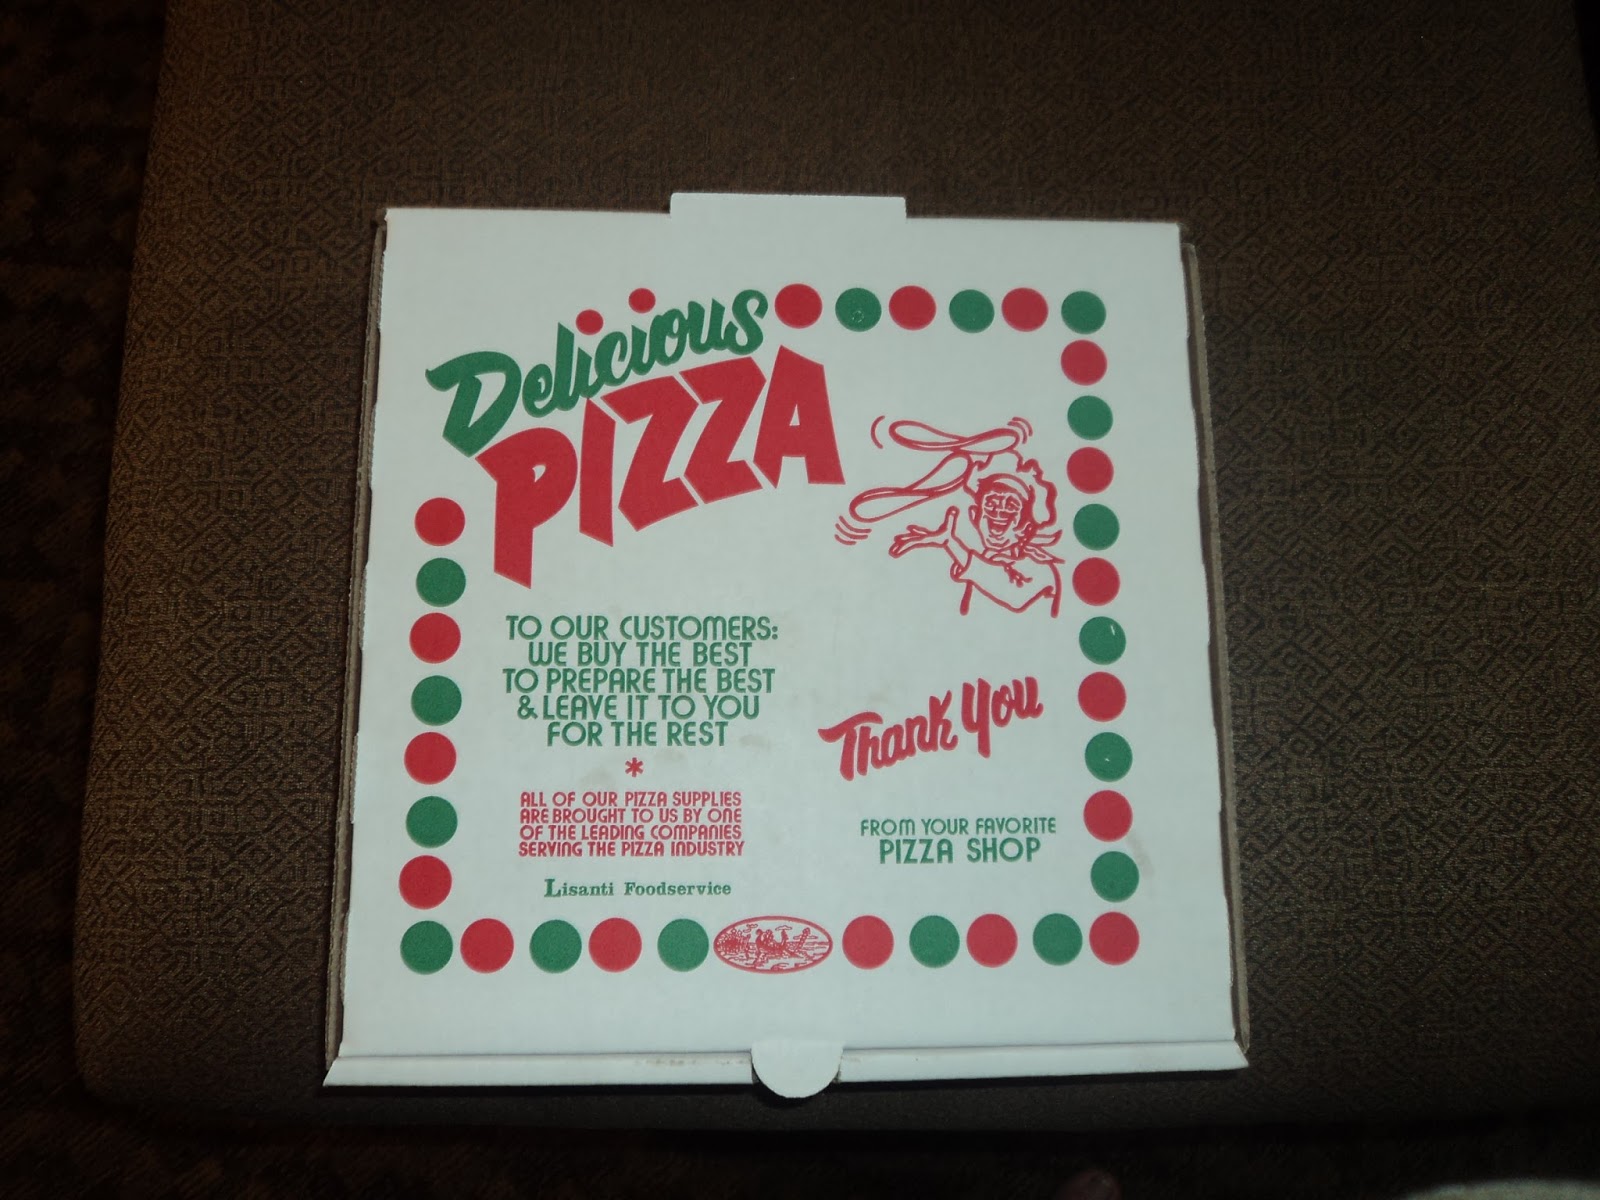 Delicious
PIZZA
TO OUR CUSTOMERS:
WE BUY THE BEST
TO PREPARE THE BEST
& LEAVE IT TO YOU
FOR THE REST
*
ALL OF OUR PIZZA SUPPLIES
ARE BROUGHT TO US BY ONE
OF THE LEADING COMPANIES
SERVING THE PIZZA INDUSTRY
Lisanti Foodservice
Thank You
FROM YOUR FAVORITE
PIZZA SHOP